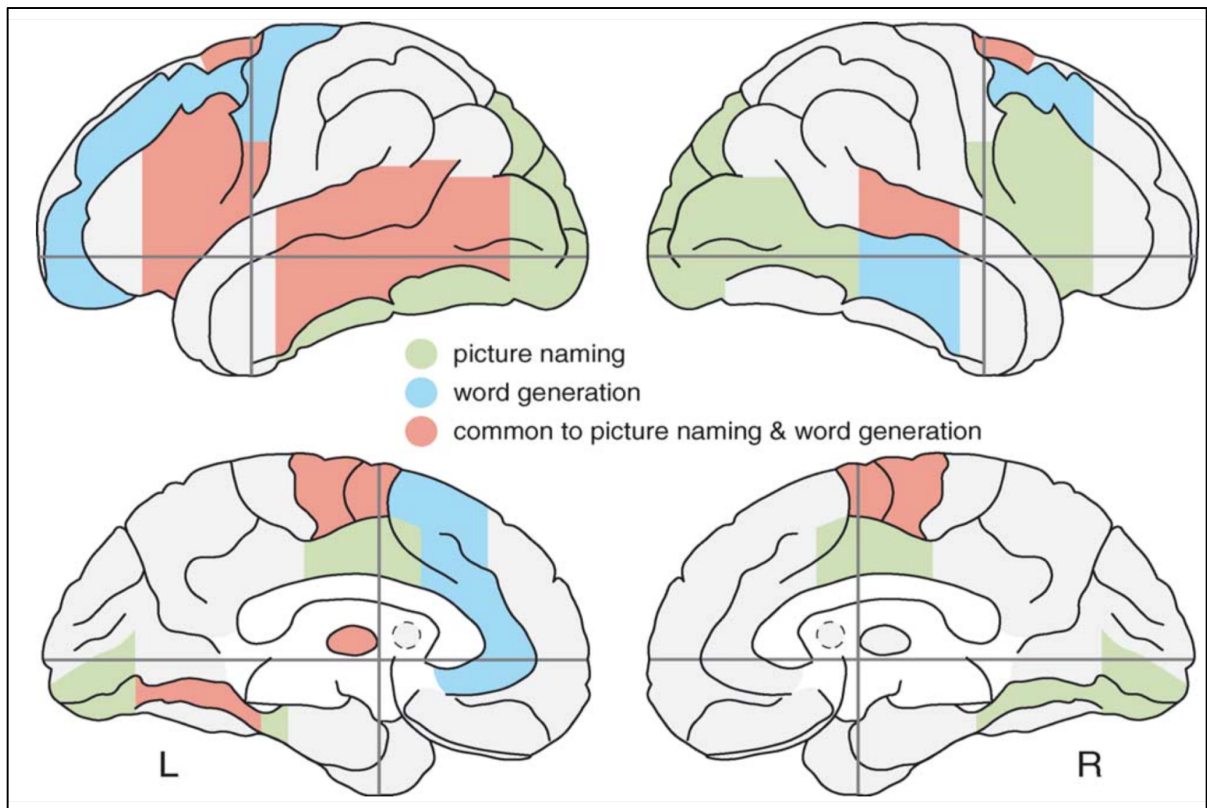 picture naming
word generation
common to picture naming & word generation
L
R